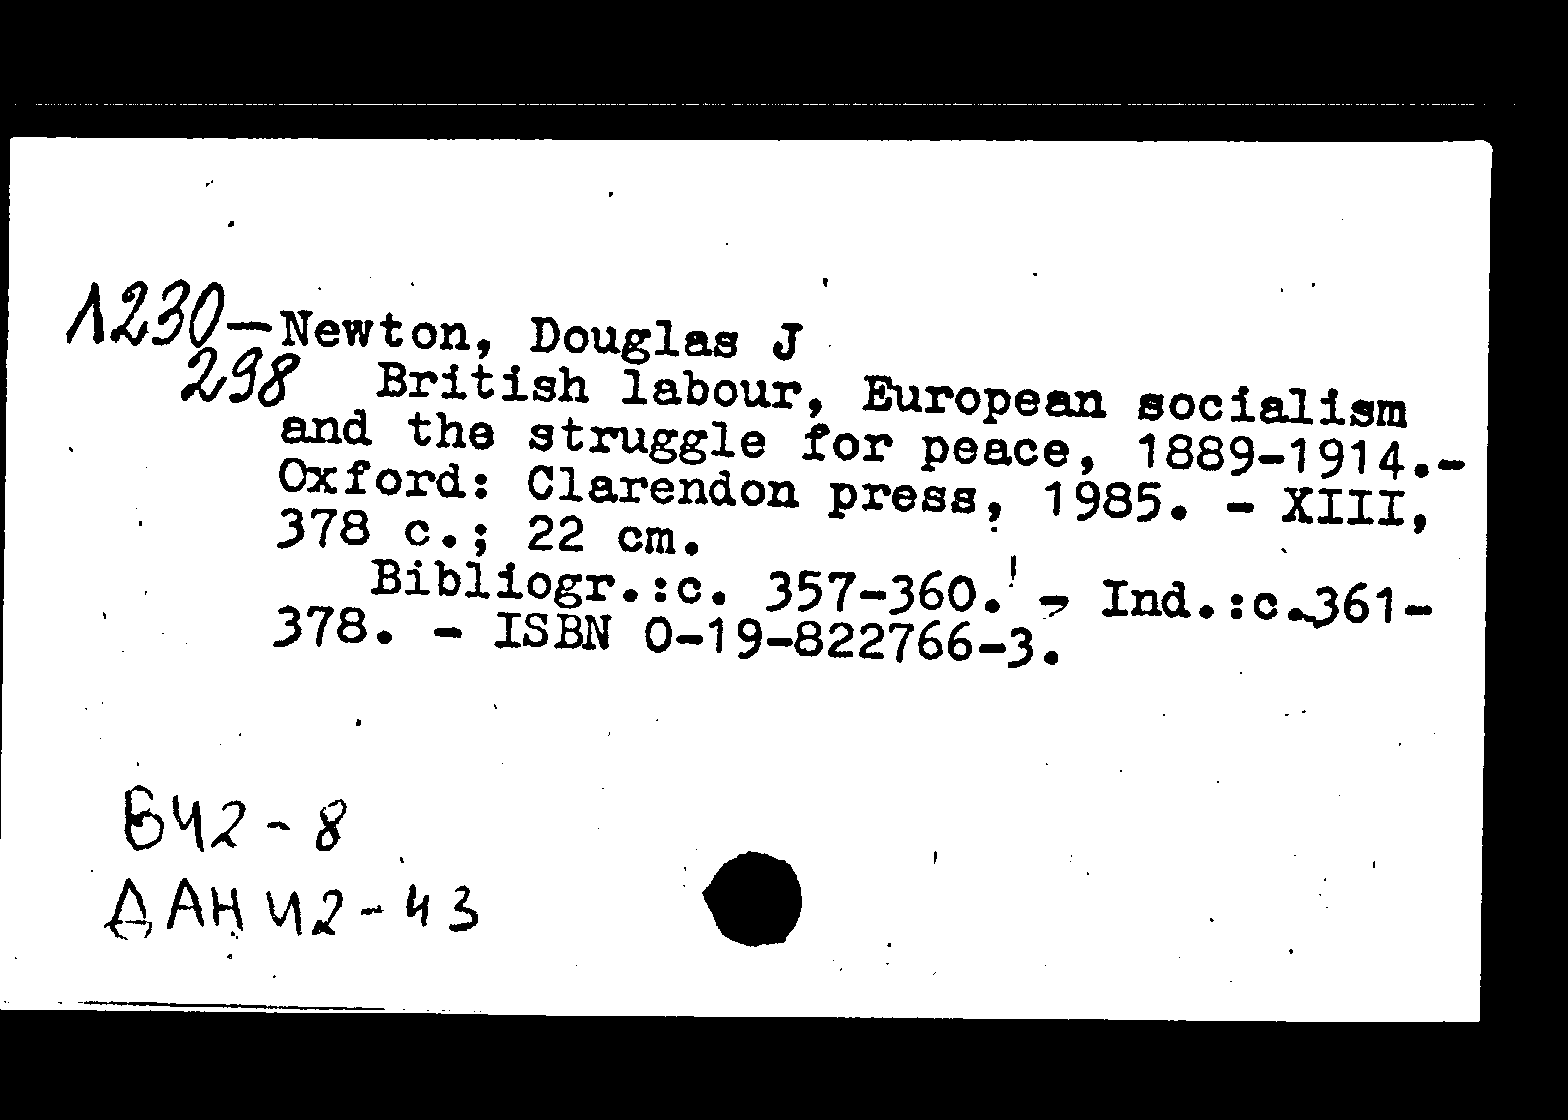 1230—Newton, Douglas J
298 British labour, European socialism
and the struggle for peace, 1889-1914.-
Oxford: Clarendon press, 1985. - XIII,
378 c.; 22 cm.
Bibliogr.:c. 357-360. - Ind.:c.361-
378. - ISBN 0-19-822766-3.
Б42-8
ДАН 42-43